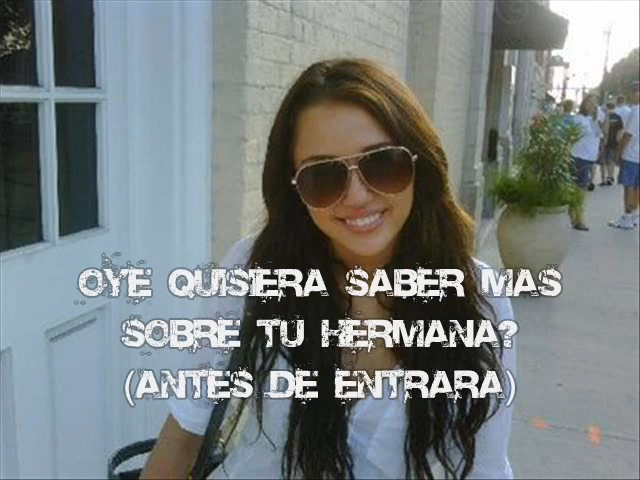 OYE QUISIERA SABER MAS
SOBRE TU HERMANA?
(ANTES DE ENTRARA)